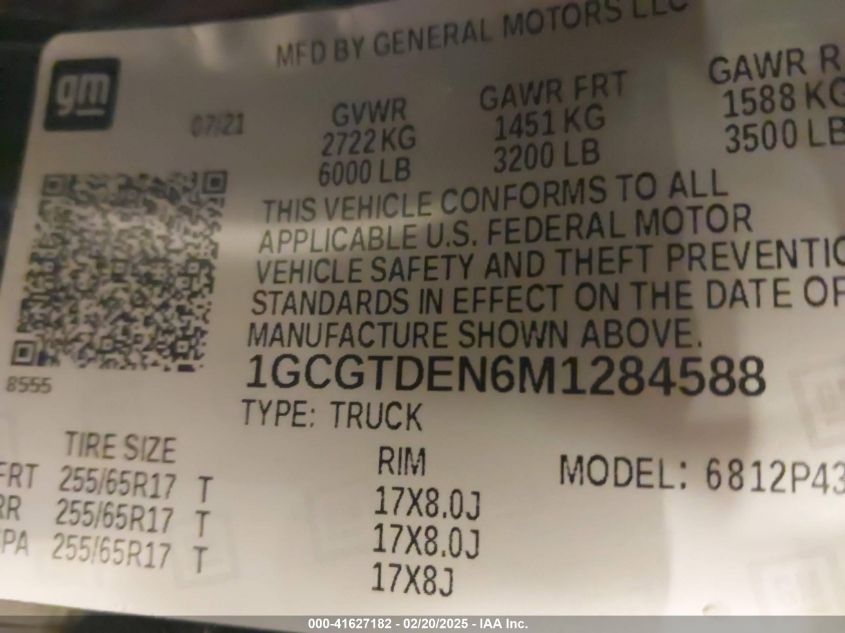 MFD BY GENERAL MOTORS LLC
gm
07/21
GVWR GAWR FRT GAWR R
2722 KG 1451 KG 1588 KG
6000 LB 3200 LB 3500 LB
THIS VEHICLE CONFORMS TO ALL
APPLICABLE U.S. FEDERAL MOTOR
VEHICLE SAFETY AND THEFT PREVENTIO
STANDARDS IN EFFECT ON THE DATE OF
MANUFACTURE SHOWN ABOVE.
8555
1GCGTDEN6M1284588
TYPE: TRUCK
TIRE SIZE RIM MODEL: 6812P43
FRT 255/65R17 T 17X8.0J
RR 255/65R17 T 17X8.0J
SPA 255/65R17 T 17X8J
000-41627182 - 02/20/2025 - IAA Inc.